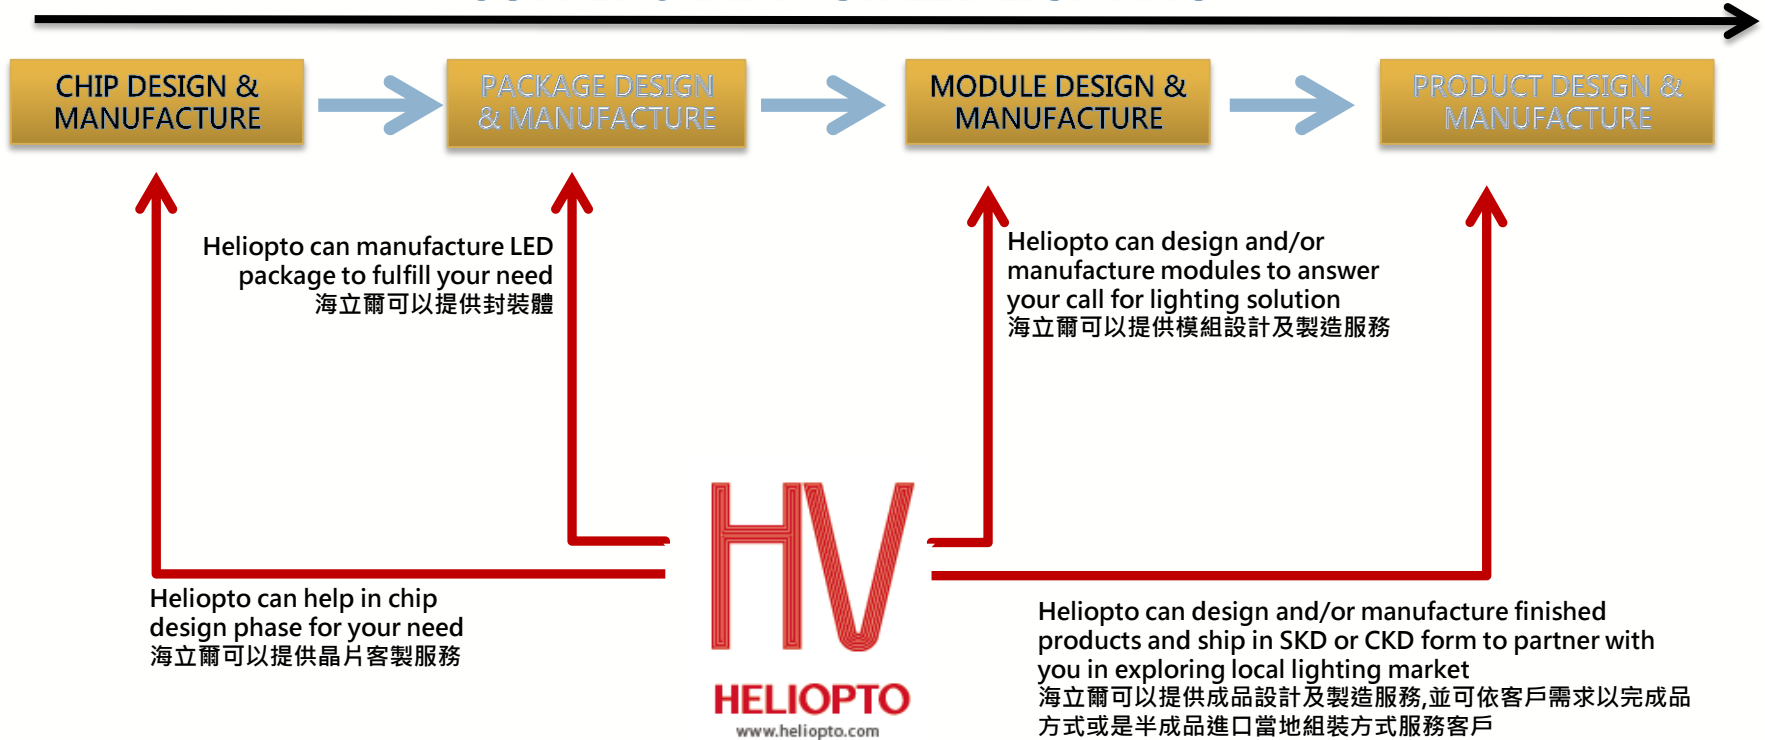 CHIP DESIGN &
MANUFACTURE
PACKAGE DESIGN
& MANUFACTURE
MODULE DESIGN &
MANUFACTURE
PRODUCT DESIGN &
MANUFACTURE
Heliopto can manufacture LED
package to fulfill your need
海立爾可以提供封裝體
Heliopto can design and/or
manufacture modules to answer
your call for lighting solution
海立爾可以提供模組設計及製造服務
Heliopto can help in chip
design phase for your need
海立爾可以提供晶片客製服務
HV
HELIOPTO
www.heliopto.com
Heliopto can design and/or manufacture finished
products and ship in SKD or CKD form to partner with
you in exploring local lighting market
海立爾可以提供成品設計及製造服務,並可依客戶需求以完成品
方式或是半成品進口當地組裝方式服務客戶